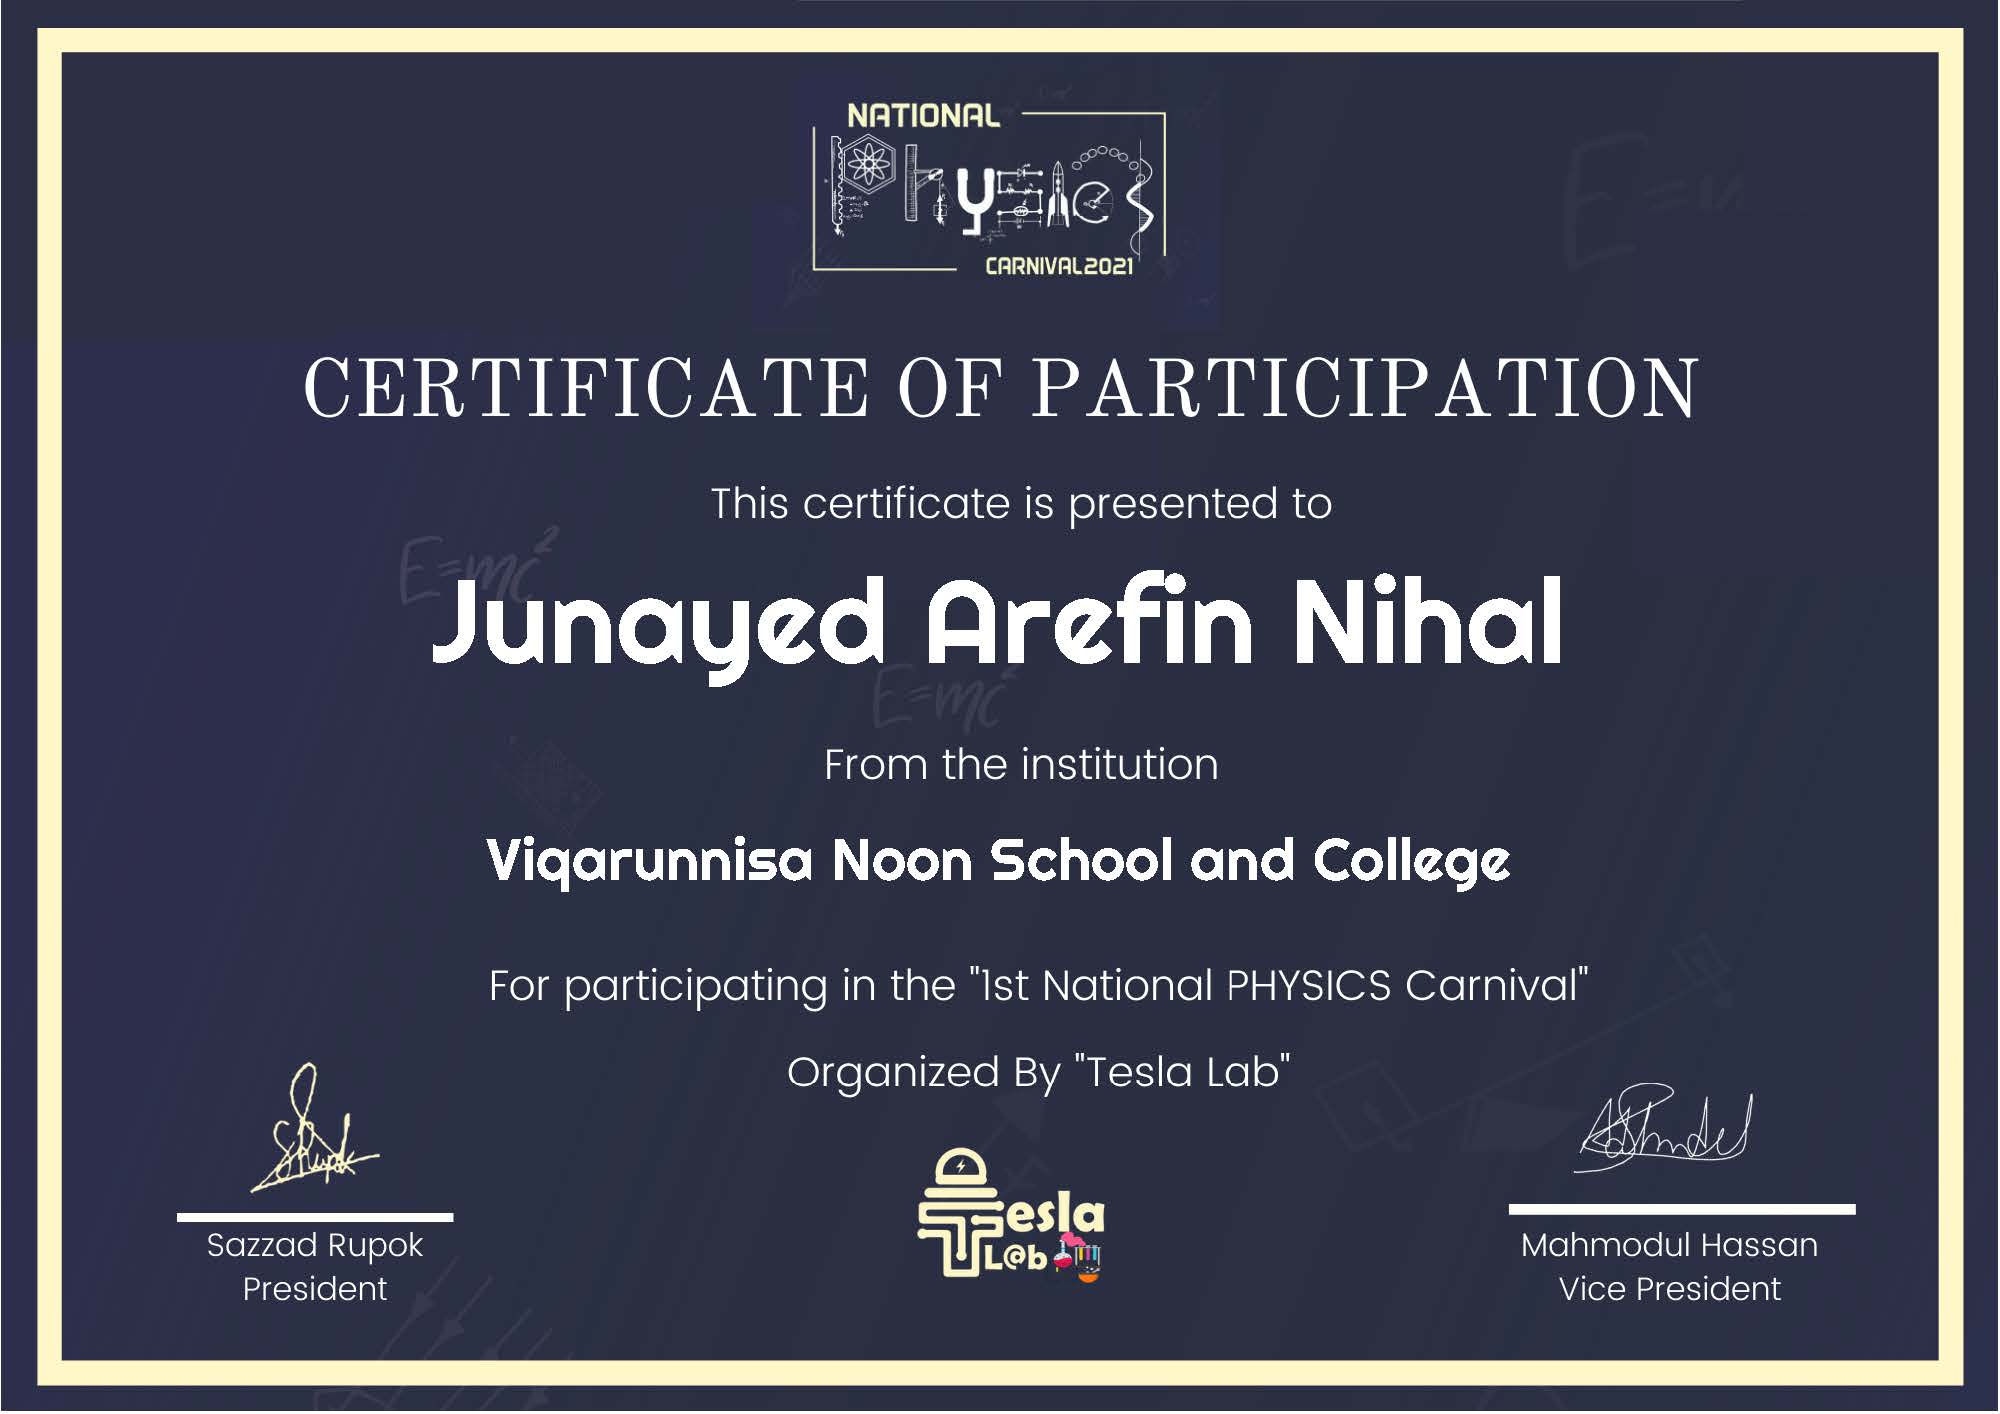 NATIONAL
Physics
CARNIVAL2021
CERTIFICATE OF PARTICIPATION
This certificate is presented to
E=mc²
Junayed Arefin Nihal
E=mc²
From the institution
Viqarunnisa Noon School and College
For participating in the "1st National PHYSICS Carnival"
Organized By "Tesla Lab"
Tesla
L@b
Sazzad Rupok
President
Mahmodul Hassan
Vice President